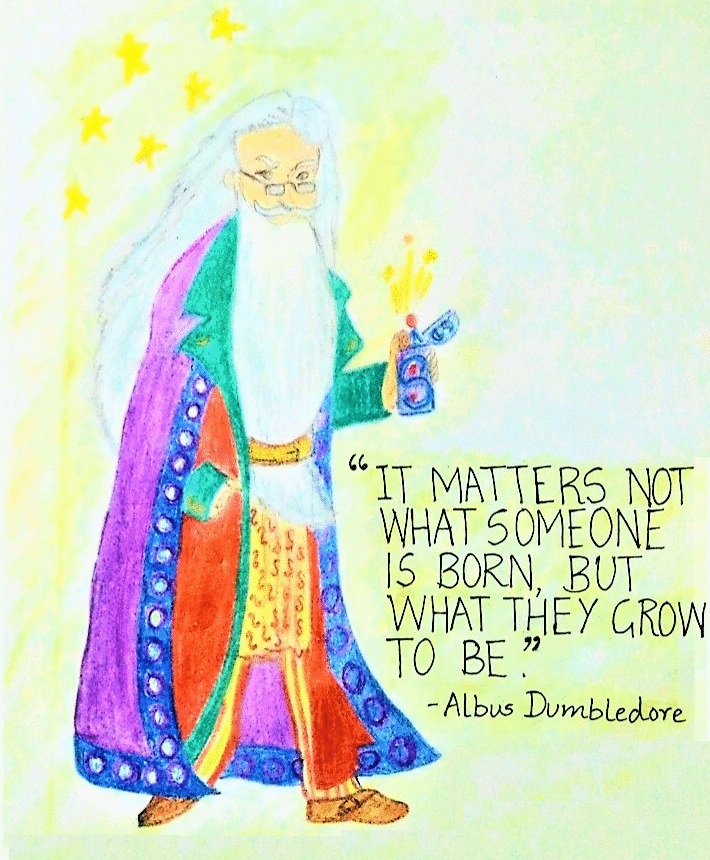 “IT MATTERS NOT
WHAT SOMEONE
IS BORN, BUT
WHAT THEY GROW
TO BE.”
-Albus Dumbledore